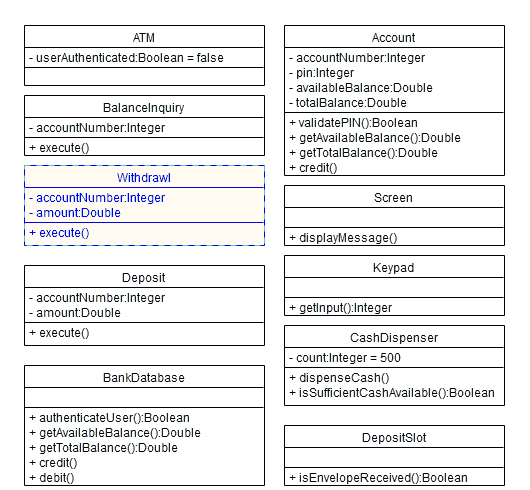 ATM
- userAuthenticated:Boolean = false
BalanceInquiry
- accountNumber:Integer
+ execute()
Withdrawl
- accountNumber:Integer
- amount:Double
+ execute()
Deposit
- accountNumber:Integer
- amount:Double
+ execute()
BankDatabase
+ authenticateUser():Boolean
+ getAvailableBalance():Double
+ getTotalBalance():Double
+ credit()
+ debit()
Account
- accountNumber:Integer
- pin:Integer
- availableBalance:Double
- totalBalance:Double
+ validatePIN():Boolean
+ getAvailableBalance():Double
+ getTotalBalance():Double
+ credit()
Screen
+ displayMessage()
Keypad
+ getInput():Integer
CashDispenser
- count:Integer = 500
+ dispenseCash()
+ isSufficientCashAvailable():Boolean
DepositSlot
+ isEnvelopeReceived():Boolean